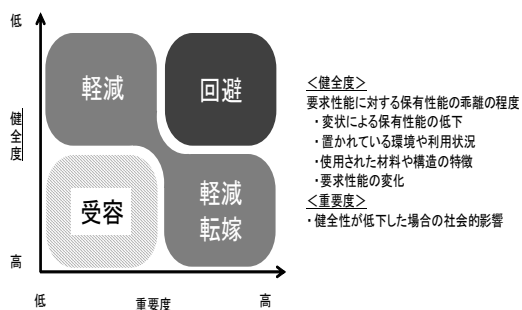 低
健全度
高
軽減
回避
受容
軽減
転嫁
低
重要度
高
＜健全度＞
要求性能に対する保有性能の乖離の程度
・変状による保有性能の低下
・置かれている環境や利用状況
・使用された材料や構造の特徴
・要求性能の変化
＜重要度＞
・健全性が低下した場合の社会的影響